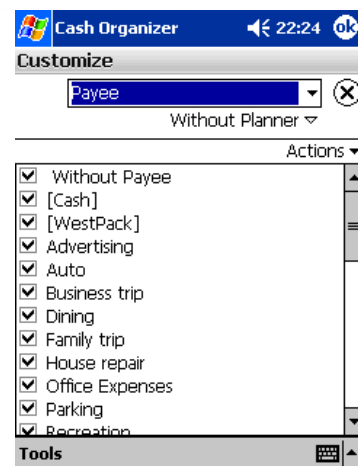 Cash Organizer 22:24 ok
Customize
Payee
Without Planner
Actions
Without Payee
[Cash]
[WestPack]
Advertising
Auto
Business trip
Dining
Family trip
House repair
Office Expenses
Parking
Recreation
Tools